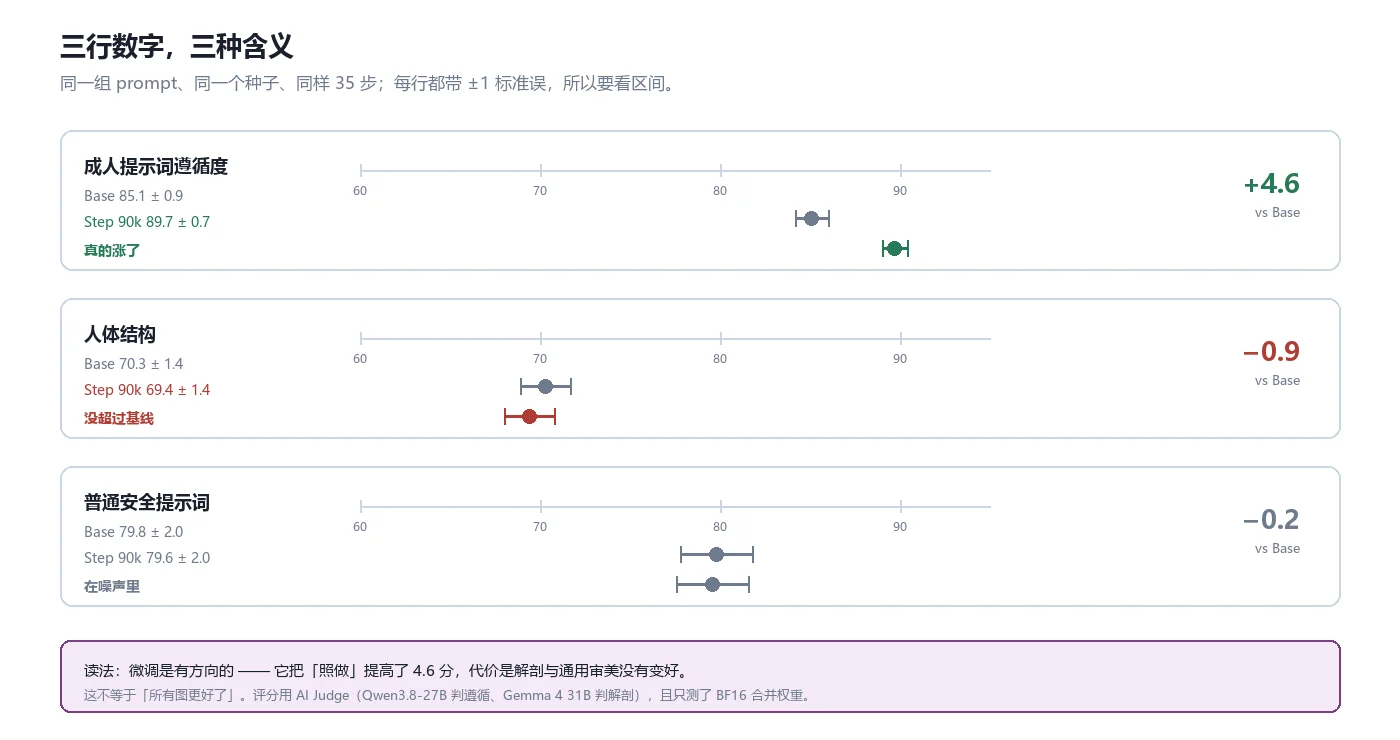 三行数字，三种含义
同一组 prompt、同一个种子、同样 35 步；每行都带 ±1 标准误，所以要看区间。
成人提示词遵循度
Base 85.1 ± 0.9
Step 90k 89.7 ± 0.7
真的涨了
60 70 80 90
+4.6
vs Base
人体结构
Base 70.3 ± 1.4
Step 90k 69.4 ± 1.4
没超过基线
60 70 80 90
−0.9
vs Base
普通安全提示词
Base 79.8 ± 2.0
Step 90k 79.6 ± 2.0
在噪声里
60 70 80 90
−0.2
vs Base
读法：微调是有方向的 —— 它把「照做」提高了 4.6 分，代价是解剖与通用审美没有变好。
这不等于「所有图更好了」。评分用 AI Judge（Qwen3.8-27B 判遵循、Gemma 4 31B 判解剖），且只测了 BF16 合并权重。